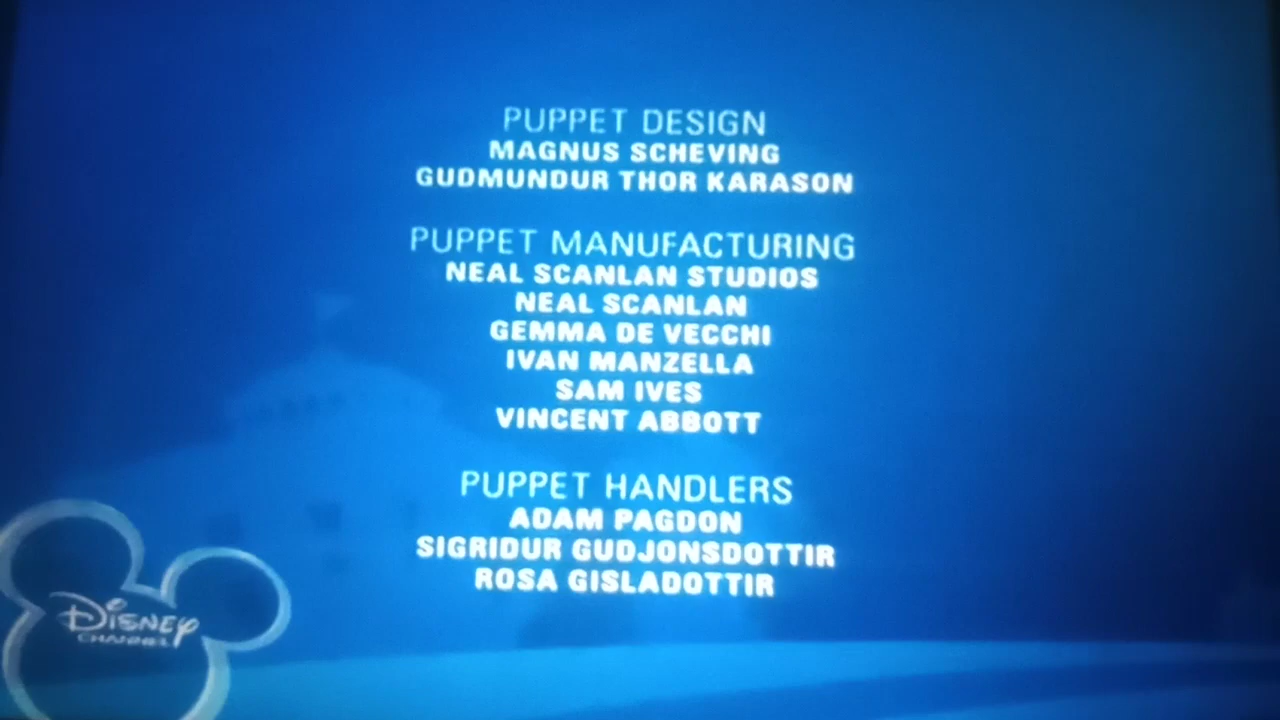 PUPPET DESIGN
MAGNUS SCHEVING
GUDMUNDUR THOR KARASON
PUPPET MANUFACTURING
NEAL SCANLAN STUDIOS
NEAL SCANLAN
GEMMA DE VECCHI
IVAN MANZELLA
SAM IVES
VINCENT ABBOTT
PUPPET HANDLERS
ADAM PAGDON
SIGRIDUR GUDJONSDOTTIR
ROSA GISLADOTTIR
DISNEY
CHANNEL